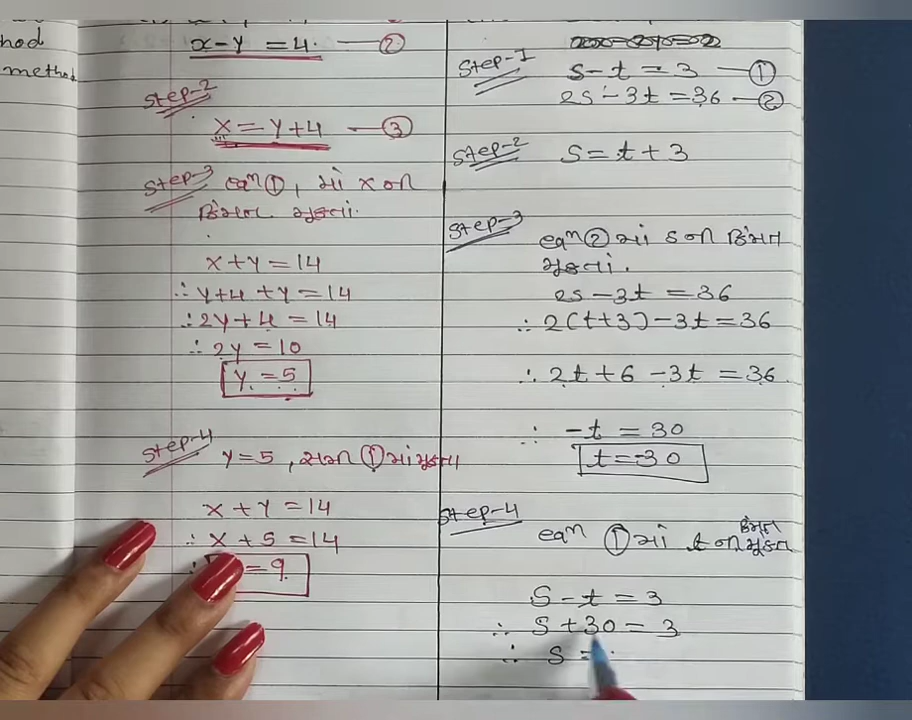 hod
method
x-y = 4. —②
Step-2
x = y+4 —③
Step-3 eqn ①, માં x ની
કિંમત મૂકતાં.
x+y = 14
∴ y+4 +y = 14
∴ 2y+4 = 14
∴ 2y = 10
y = 5
Step-4
y=5, સમી ① માં મૂકતા
x + y = 14
∴ x + 5 = 14
∴ = 9
Step-1
s-t = 3 —①
2s-3t = 36 —②
Step-2 s = t+3
Step-3
eqn ② માં s ની કિંમત
મૂકતાં.
2s-3t = 36
∴ 2(t+3)-3t = 36
∴ 2t+6-3t = 36
∴ -t = 30
t = -30
Step-4
eqn ① માં t ની કિંમત મૂકતા
s-t = 3
∴ s+30 = 3
∴ s =